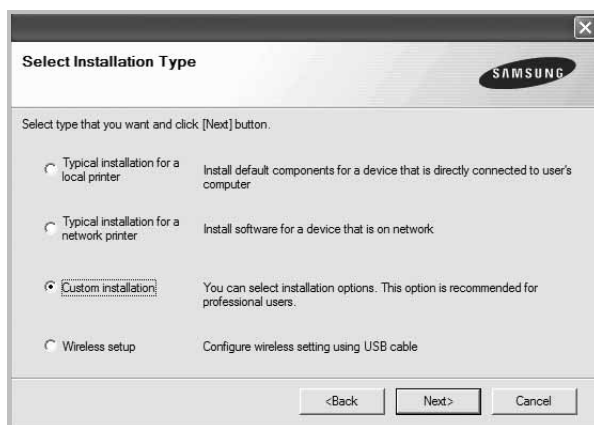 Select Installation Type
SAMSUNG
Select type that you want and click [Next] button.
Typical installation for a
local printer
Install default components for a device that is directly connected to user's
computer
Typical installation for a
network printer
Install software for a device that is on network
Custom installation
You can select installation options. This option is recommended for
professional users.
Wireless setup
Configure wireless setting using USB cable
<Back
Next>
Cancel